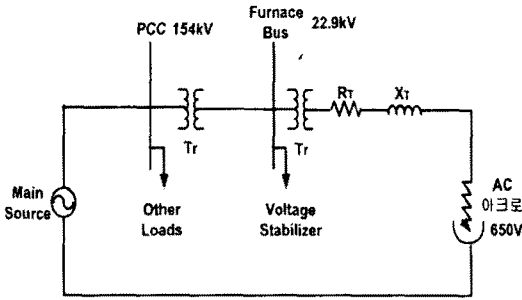 PCC 154kV
Furnace
Bus
22.9kV
RT
XT
Tr
Tr
Main
Source
Other
Loads
Voltage
Stabilizer
AC
아크로
650V